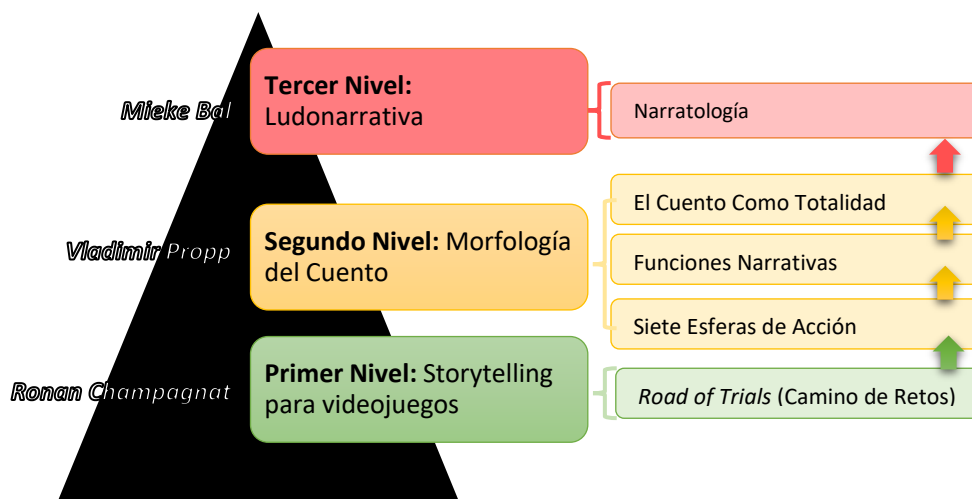 Mieke Bal
Tercer Nivel:
Ludonarrativa
Narratología
Vladimir Propp
Segundo Nivel: Morfología
del Cuento
El Cuento Como Totalidad
Funciones Narrativas
Siete Esferas de Acción
Ronan Champagnat
Primer Nivel: Storytelling
para videojuegos
Road of Trials (Camino de Retos)